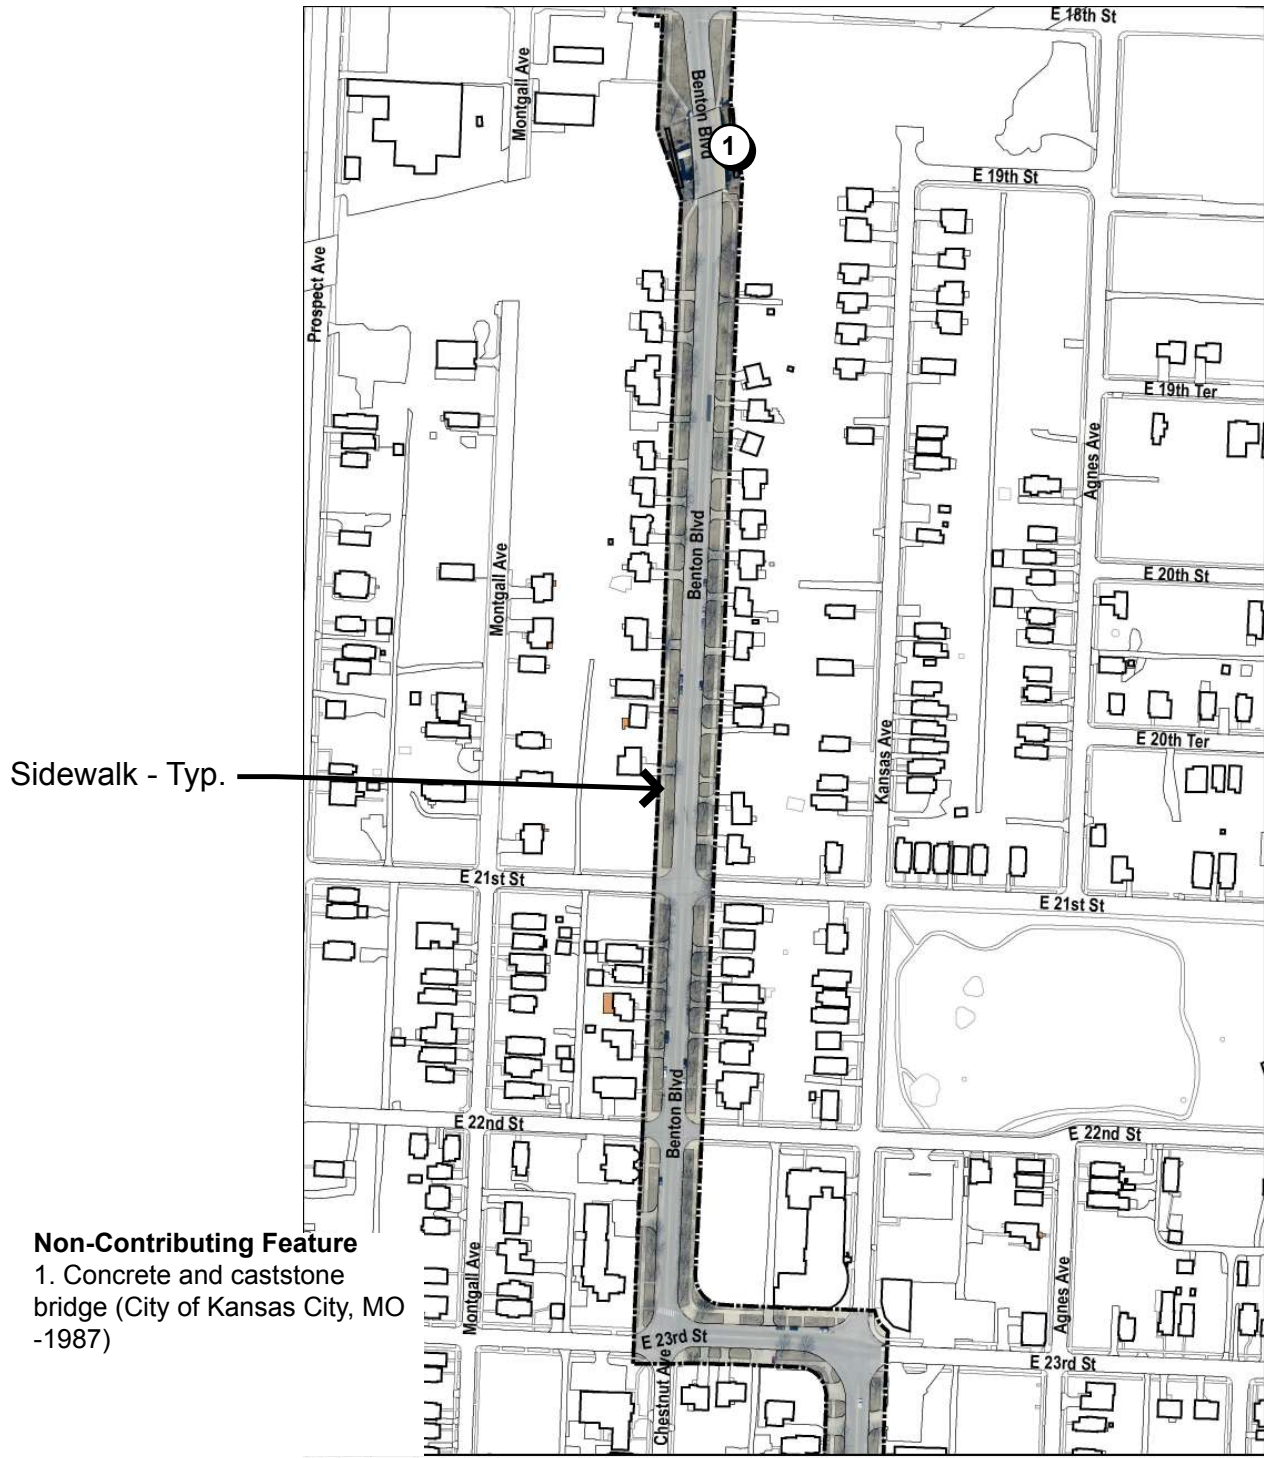 E 18th St
Montgall Ave
Benton Blvd
1
E 19th St
Prospect Ave
E 19th Ter
Agnes Ave
Benton Blvd
Montgall Ave
E 20th St
Kansas Ave
E 20th Ter
Sidewalk - Typ.
E 21st St
E 21st St
Benton Blvd
E 22nd St
E 22nd St
Non-Contributing Feature
1. Concrete and caststone
bridge (City of Kansas City, MO
-1987)
Montgall Ave
Agnes Ave
E 23rd St
E 23rd St
Chestnut Ave